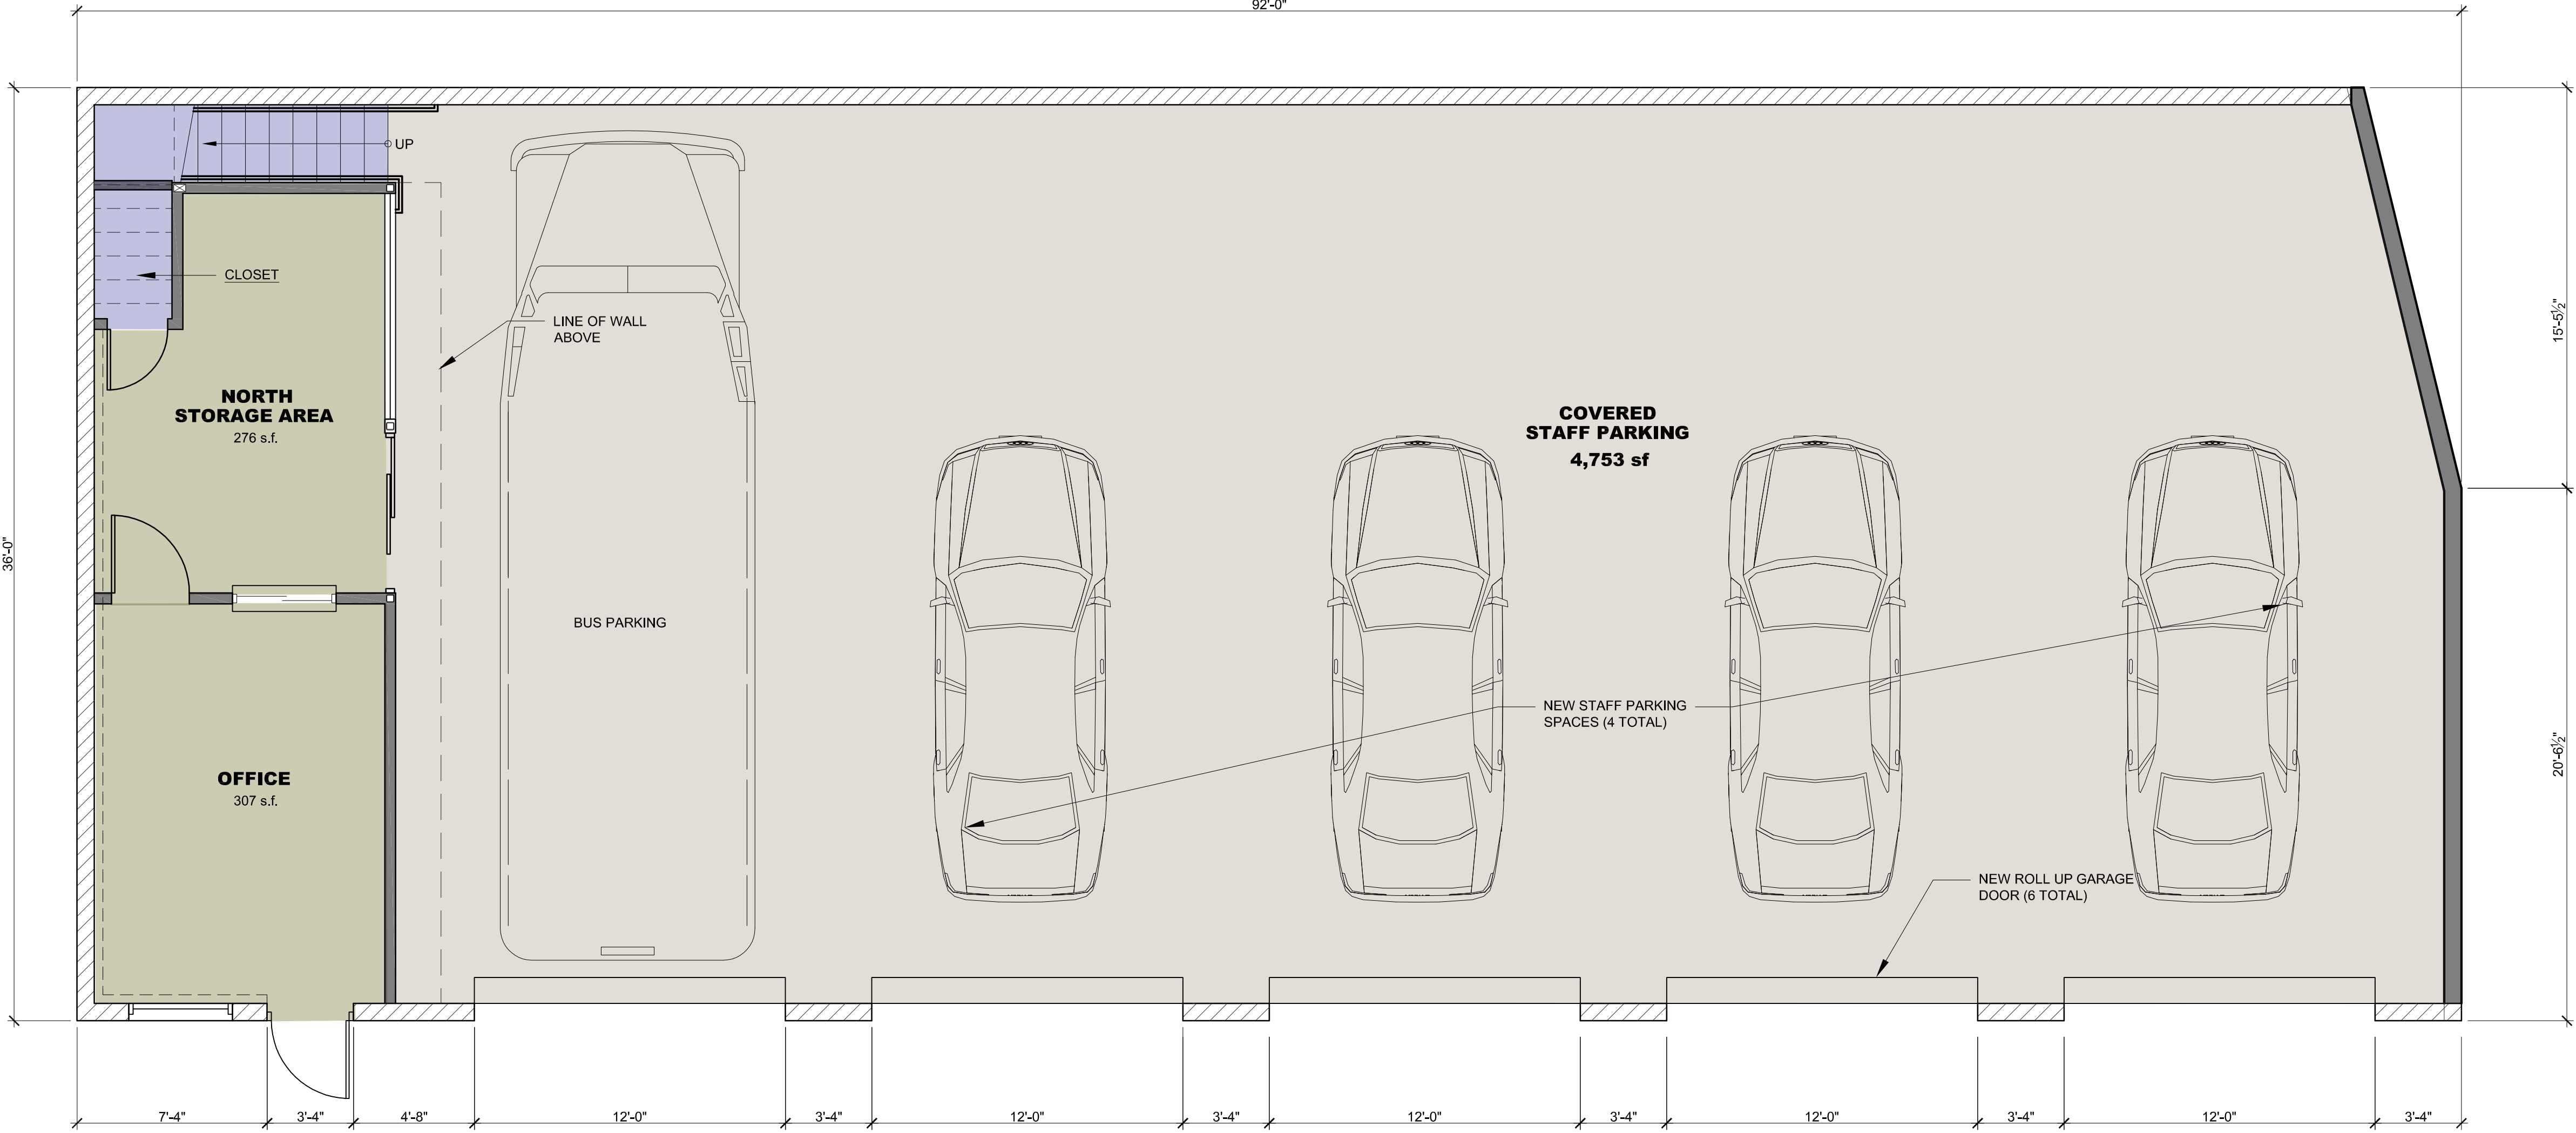 92'-0"
UP
CLOSET
LINE OF WALL
ABOVE
15'-5½"
NORTH
STORAGE AREA
276 s.f.
COVERED
STAFF PARKING
4,753 sf
36'-0"
BUS PARKING
NEW STAFF PARKING
SPACES (4 TOTAL)
OFFICE
307 s.f.
20'-6½"
NEW ROLL UP GARAGE
DOOR (6 TOTAL)
7'-4"
3'-4"
4'-8"
12'-0"
3'-4"
12'-0"
3'-4"
12'-0"
3'-4"
12'-0"
3'-4"
12'-0"
3'-4"